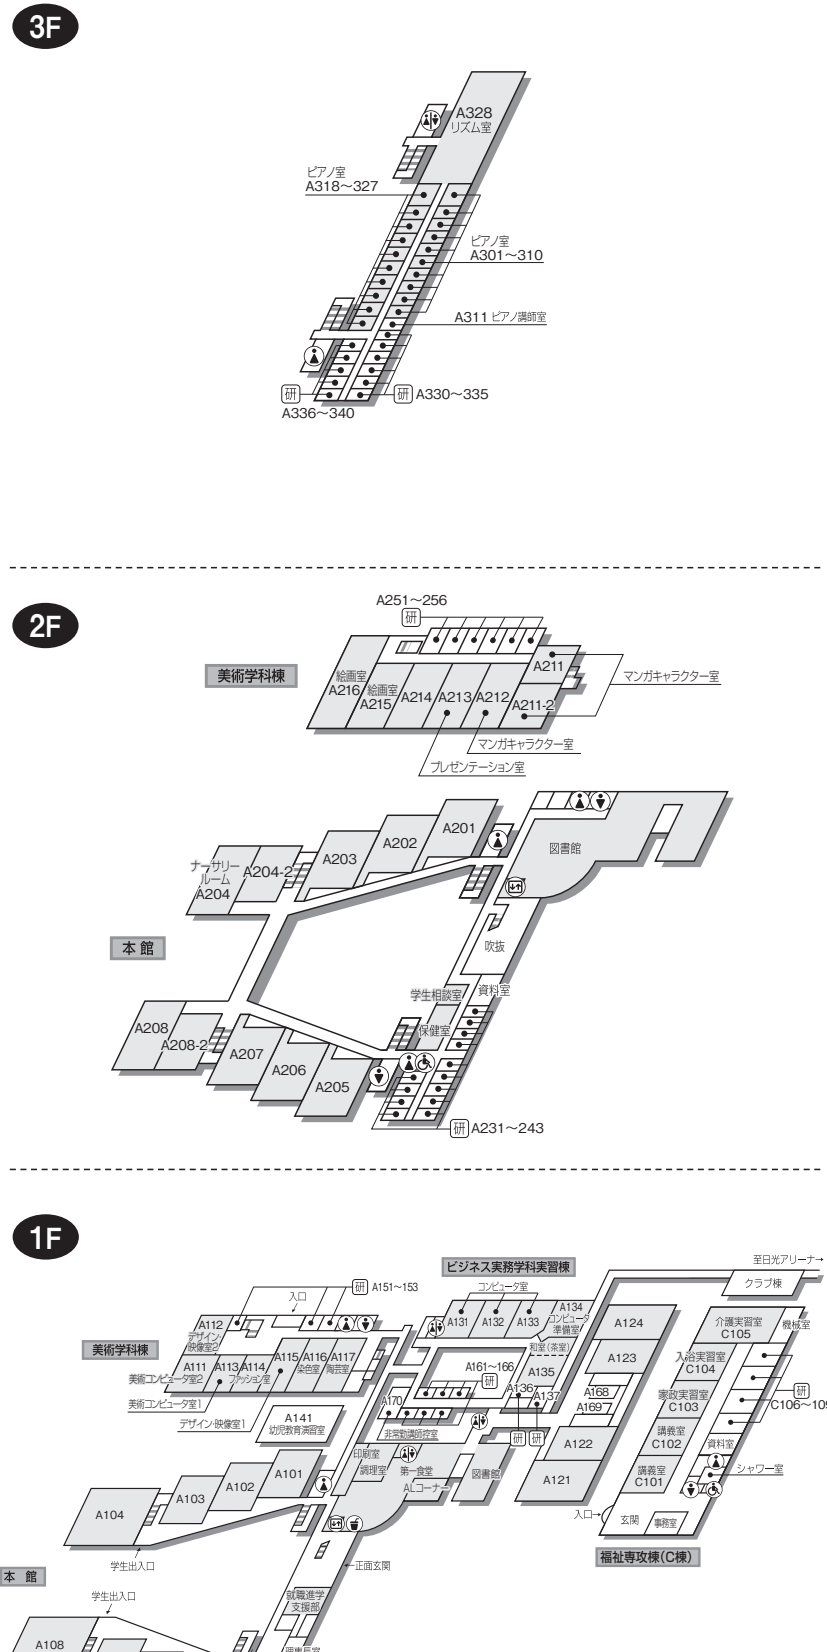 3F
A328
リズム室
ピアノ室
A318～327
ピアノ室
A301～310
A311 ピアノ講師室
研
A336～340
研 A330～335
2F
A251～256
研
美術学科棟
絵画室
A216
絵画室
A215
A214
A213
A212
A211
A211-2
マンガキャラクター室
マンガキャラクター室
プレゼンテーション室
A201
A202
A203
A204-2
ナーサリー
ルーム
A204
図書館
本 館
吹抜
学生相談室
資料室
保健室
A208
A208-2
A207
A206
A205
研 A231～243
1F
至日光アリーナ→
ビジネス実務学科実習棟
クラブ棟
コンピュータ室
研 A151～153
入口
A112
デザイン・
映像室2
A131
A132
A133
A134
コンピュータ
準備室
A124
介護実習室
C105
機械室
美術学科棟
A111
美術コンピュータ室2
A113
A114
ファッション室
A115
A116
染色室
A117
陶芸室
和室(茶室)
A123
入浴実習室
C104
A161～166
研
A135
A136
A137
A168
A169
家政実習室
C103
研
C106～109
美術コンピュータ室1
デザイン・映像室1
A170
非常勤講師控室
研
研
A141
幼児教育演習室
講義室
C102
資料室
A122
印刷室
調理室
第一食堂
ALコーナー
図書館
A121
講義室
C101
シャワー室
A101
A102
A103
A104
入口→
玄関
事務室
福祉専攻棟(C棟)
学生出入口
←正面玄関
本 館
学生出入口
就職進学
支援部
A108
理事長室